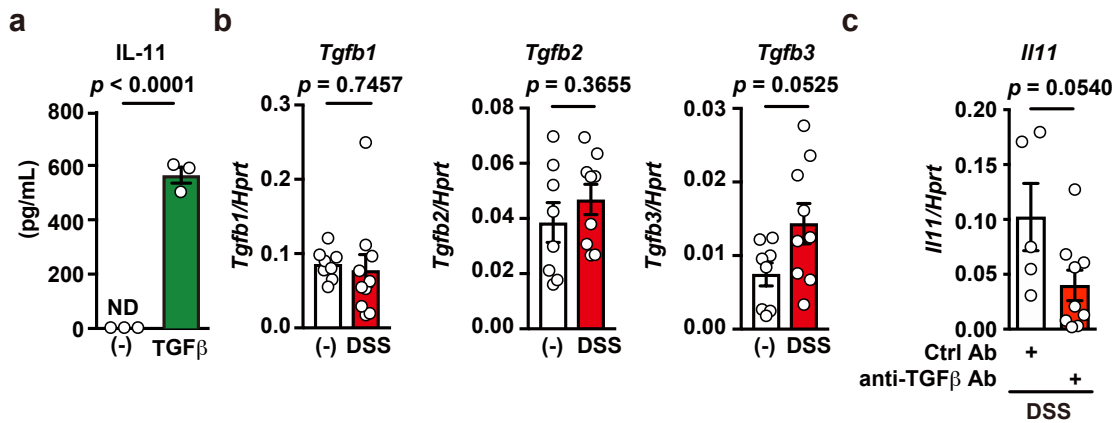 a
IL-11
p < 0.0001
800
600
400
200
0
(pg/mL)
ND
(-)
TGFβ
b
Tgfb1
p = 0.7457
0.3
0.2
0.1
0.0
Tgfb1/Hprt
(-) DSS
Tgfb2
p = 0.3655
0.08
0.06
0.04
0.02
0.00
Tgfb2/Hprt
(-) DSS
Tgfb3
p = 0.0525
0.03
0.02
0.01
0.00
Tgfb3/Hprt
(-) DSS
c
Il11
p = 0.0540
0.20
0.15
0.10
0.05
0.00
Il11/Hprt
Ctrl Ab +
anti-TGFβ Ab +
DSS